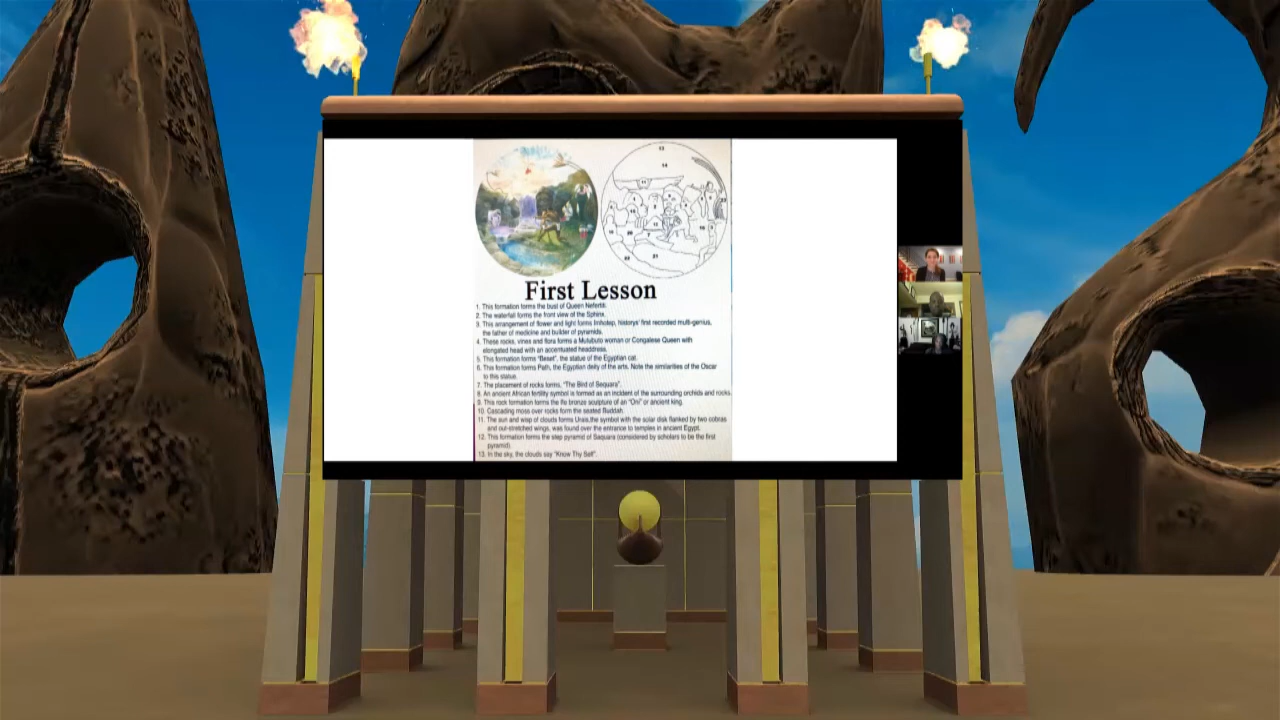 First Lesson
1. This formation forms the bust of Queen Nefertiti.
2. The waterfall forms the front view of the Sphinx.
3. This arrangement of flower and light forms Imhotep, historys' first recorded multi-genius,
the father of medicine and builder of pyramids.
4. These rocks, vines and flora forms a Mutubuto woman or Congalese Queen with
elongated head with an accentuated headdress.
5. This formation forms "Baset", the statue of the Egyptian cat.
6. This formation forms Path, the Egyptian deity of the arts. Note the similarities of the Oscar
to this statue.
7. The placement of rocks forms, "The Bird of Sequara".
8. An ancient African fertility symbol is formed as an incident of the surrounding orchids and rocks.
9. This rock formation forms the Ife bronze sculpture of an "Oni" or ancient king.
10. Cascading moss over rocks form the seated Buddah.
11. The sun and wisp of clouds forms Urais,the symbol with the solar disk flanked by two cobras
and out-stretched wings, was found over the entrance to temples in ancient Egypt.
12. This formation forms the step pyramid of Saquara (considered by scholars to be the first
pyramid).
13. In the sky, the clouds say "Know Thy Self".